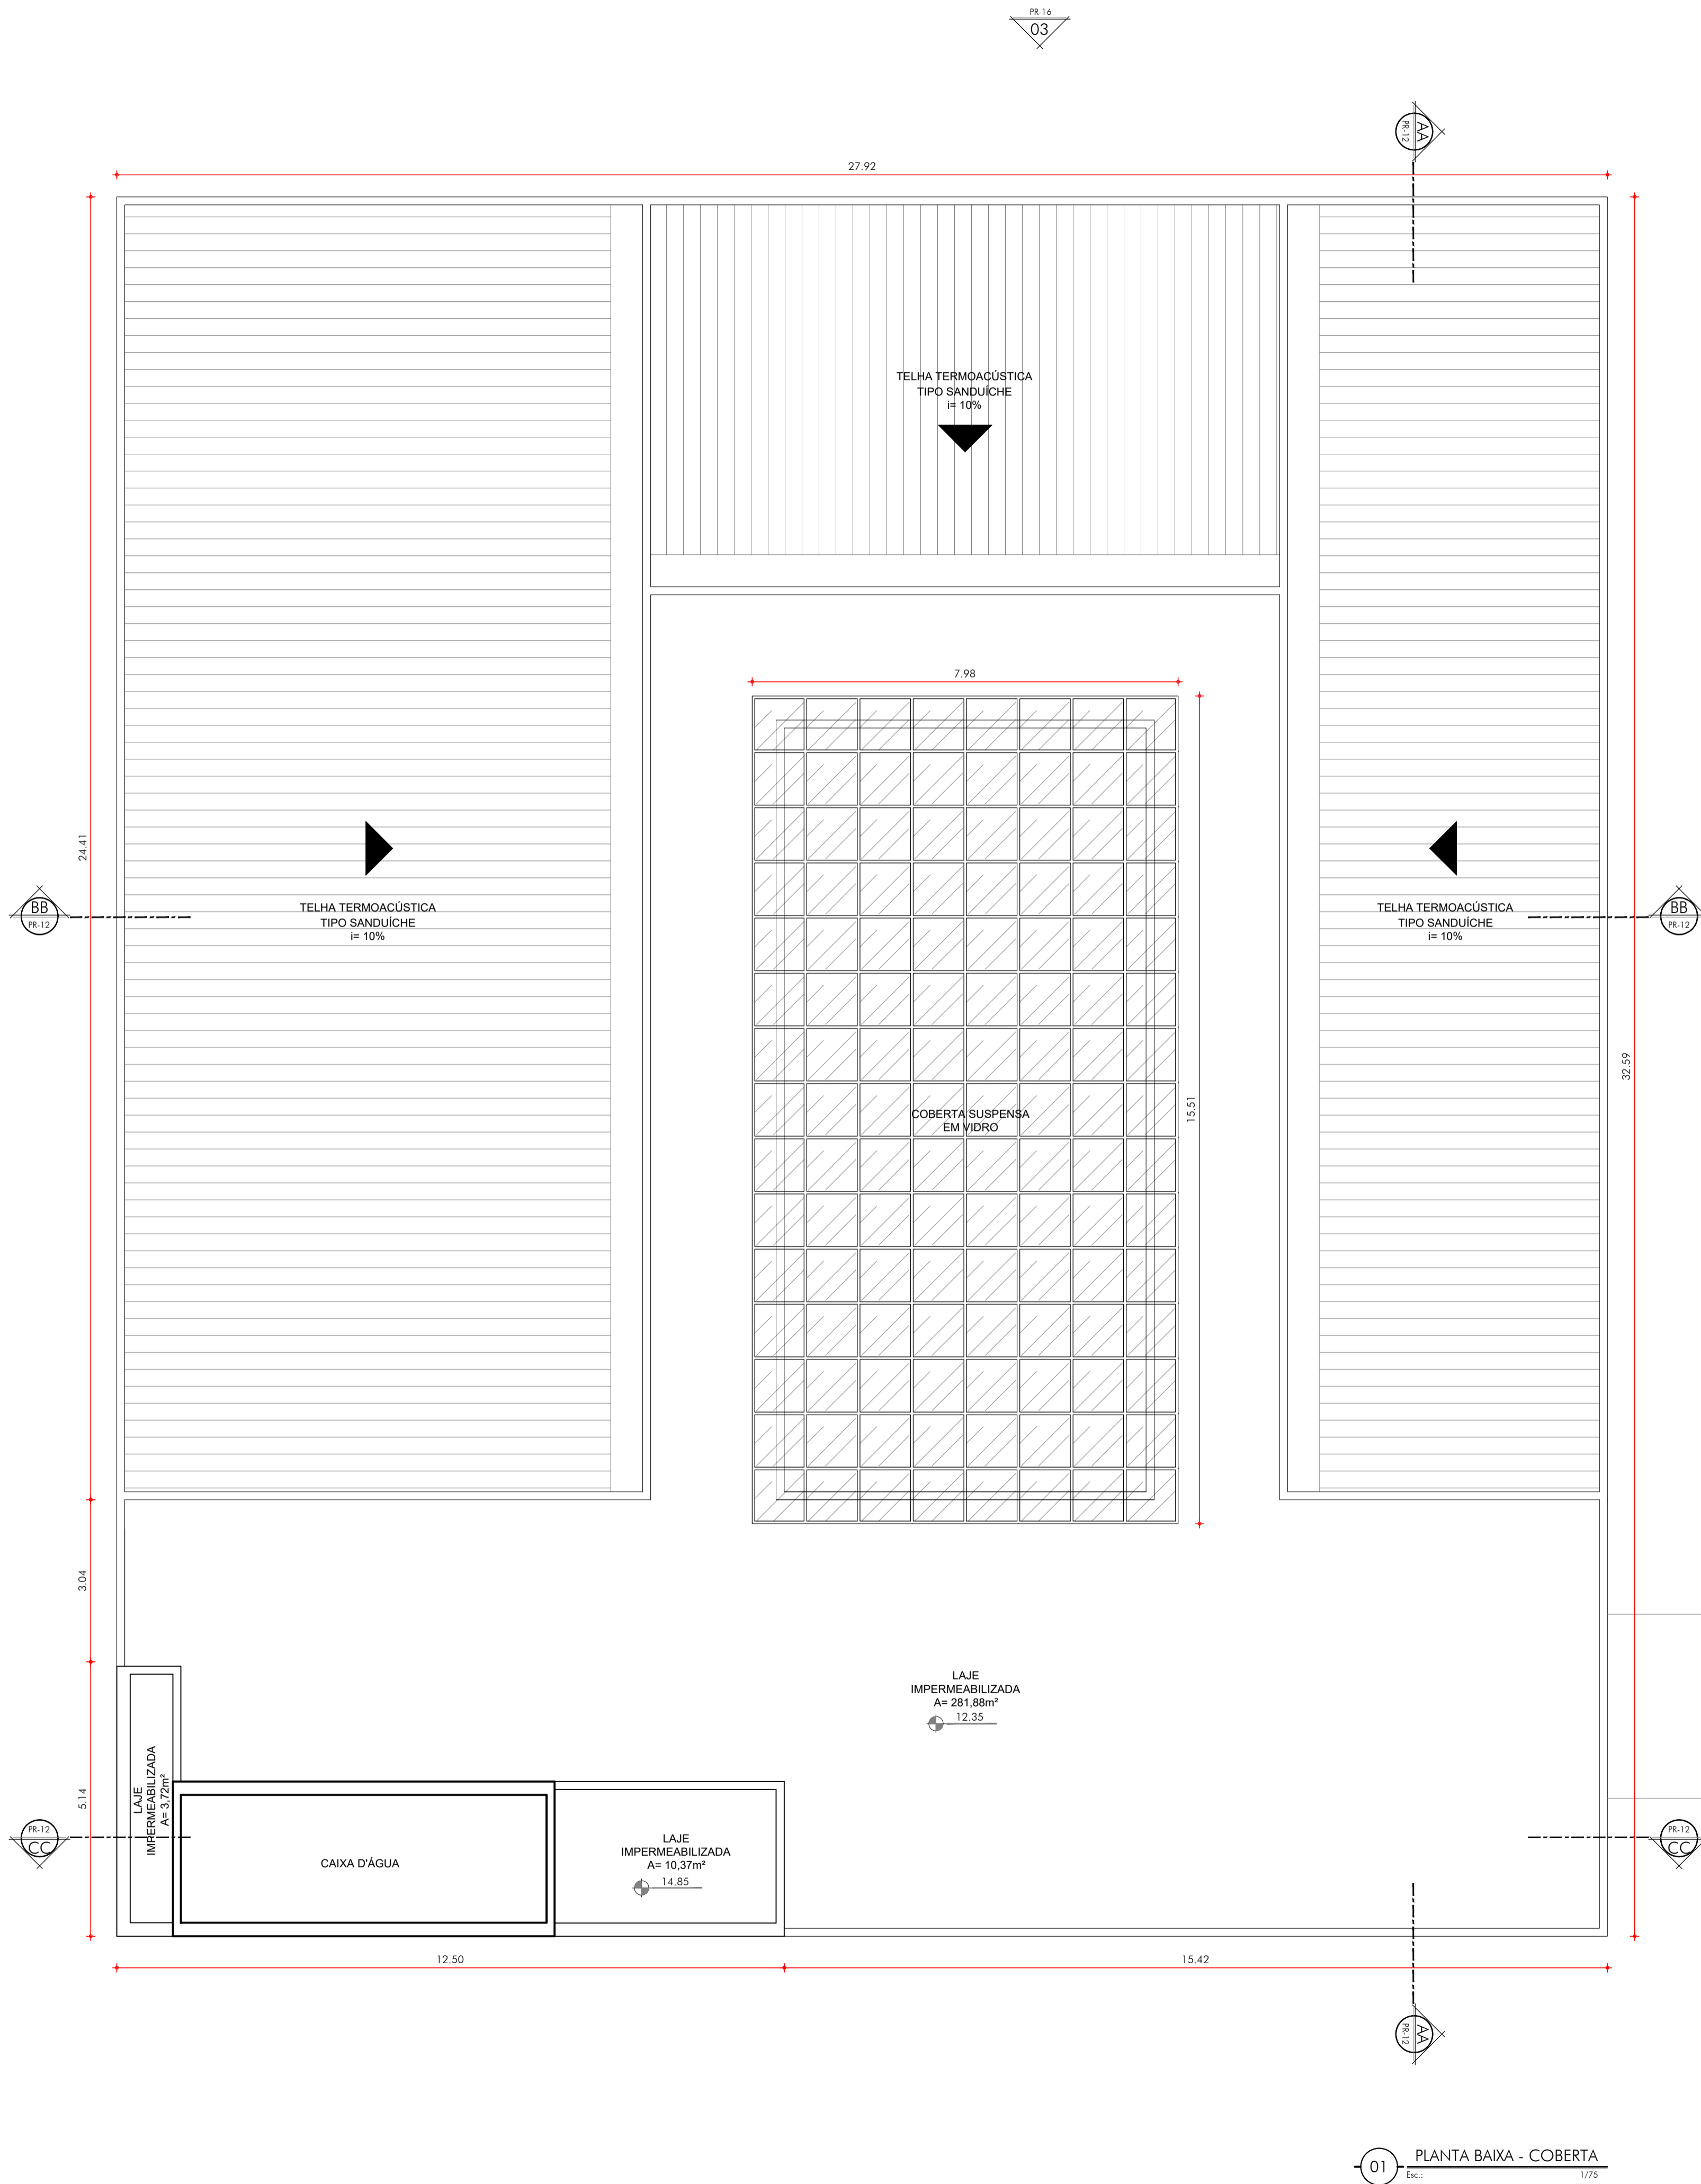 PR-16
03
AA
PR-12
27.92
TELHA TERMOACÚSTICA
TIPO SANDUÍCHE
i= 10%
7.98
24.41
BB
PR-12
TELHA TERMOACÚSTICA
TIPO SANDUÍCHE
i= 10%
TELHA TERMOACÚSTICA
TIPO SANDUÍCHE
i= 10%
BB
PR-12
32.59
15.51
COBERTA SUSPENSA
EM VIDRO
3.04
LAJE
IMPERMEABILIZADA
A= 281,88m²
12.35
5.14
LAJE
IMPERMEABILIZADA
A= 3,72m²
PR-12
CC
CAIXA D'ÁGUA
LAJE
IMPERMEABILIZADA
A= 10,37m²
14.85
PR-12
CC
12.50
15.42
AA
PR-12
01
PLANTA BAIXA - COBERTA
Esc.: 1/75